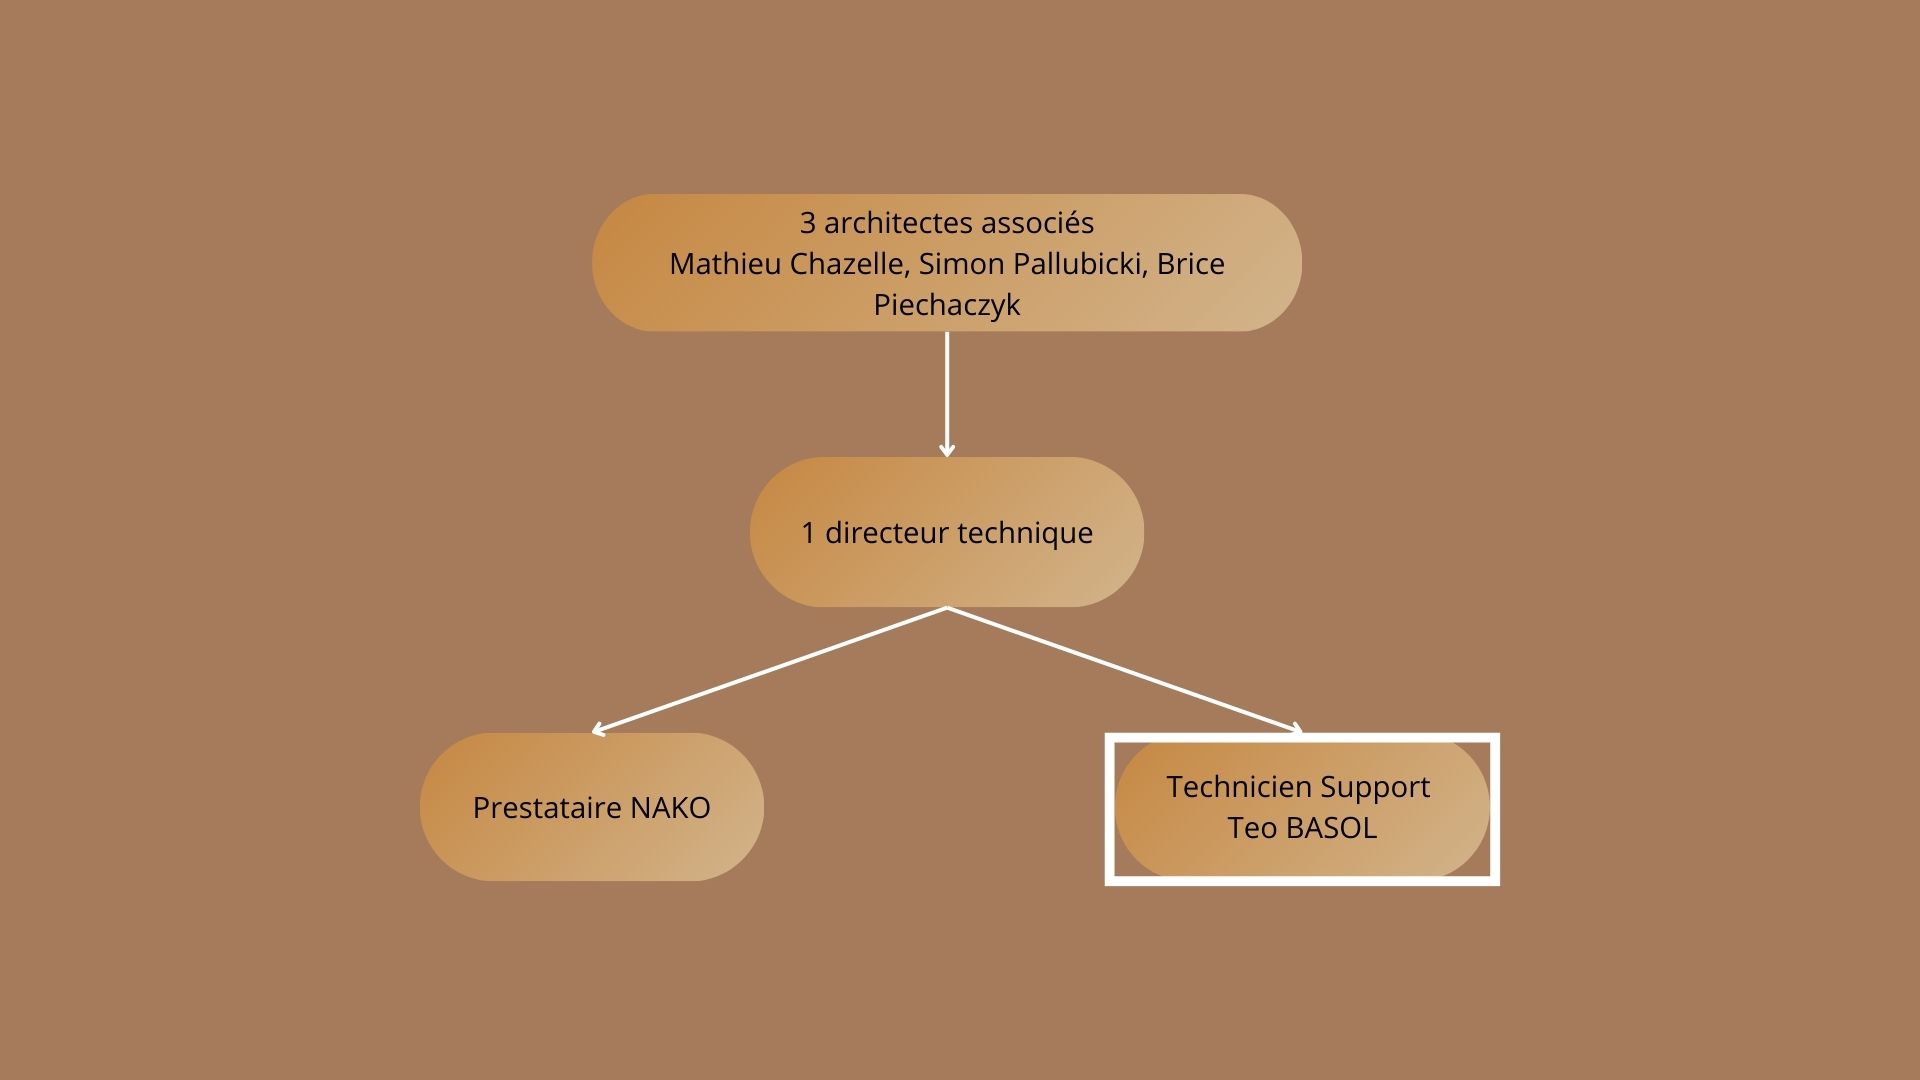 3 architectes associés
Mathieu Chazelle, Simon Pallubicki, Brice
Piechaczyk
1 directeur technique
Prestataire NAKO
Technicien Support
Teo BASOL